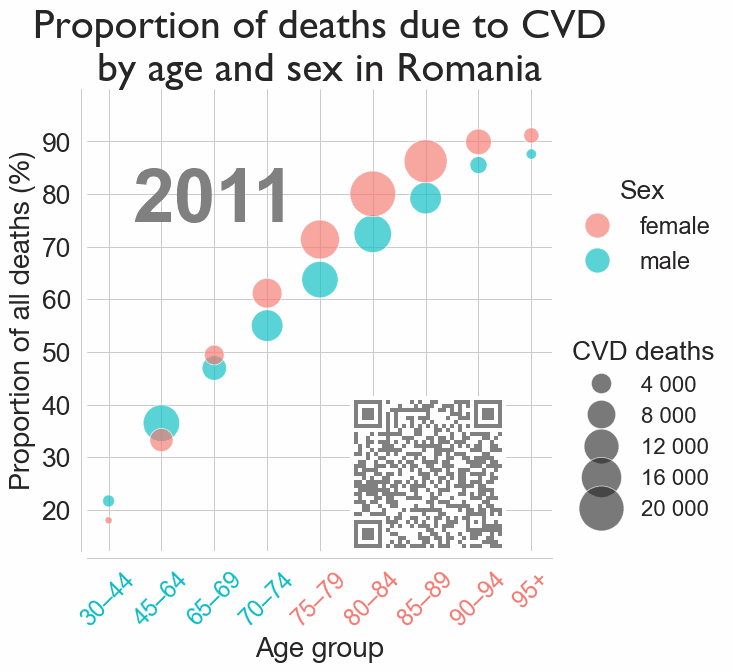 Proportion of deaths due to CVD
by age and sex in Romania
Proportion of all deaths (%)
90
80
70
60
50
40
30
20
2011
30–44
45–64
65–69
70–74
75–79
80–84
85–89
90–94
95+
Age group
Sex
female
male
CVD deaths
4 000
8 000
12 000
16 000
20 000